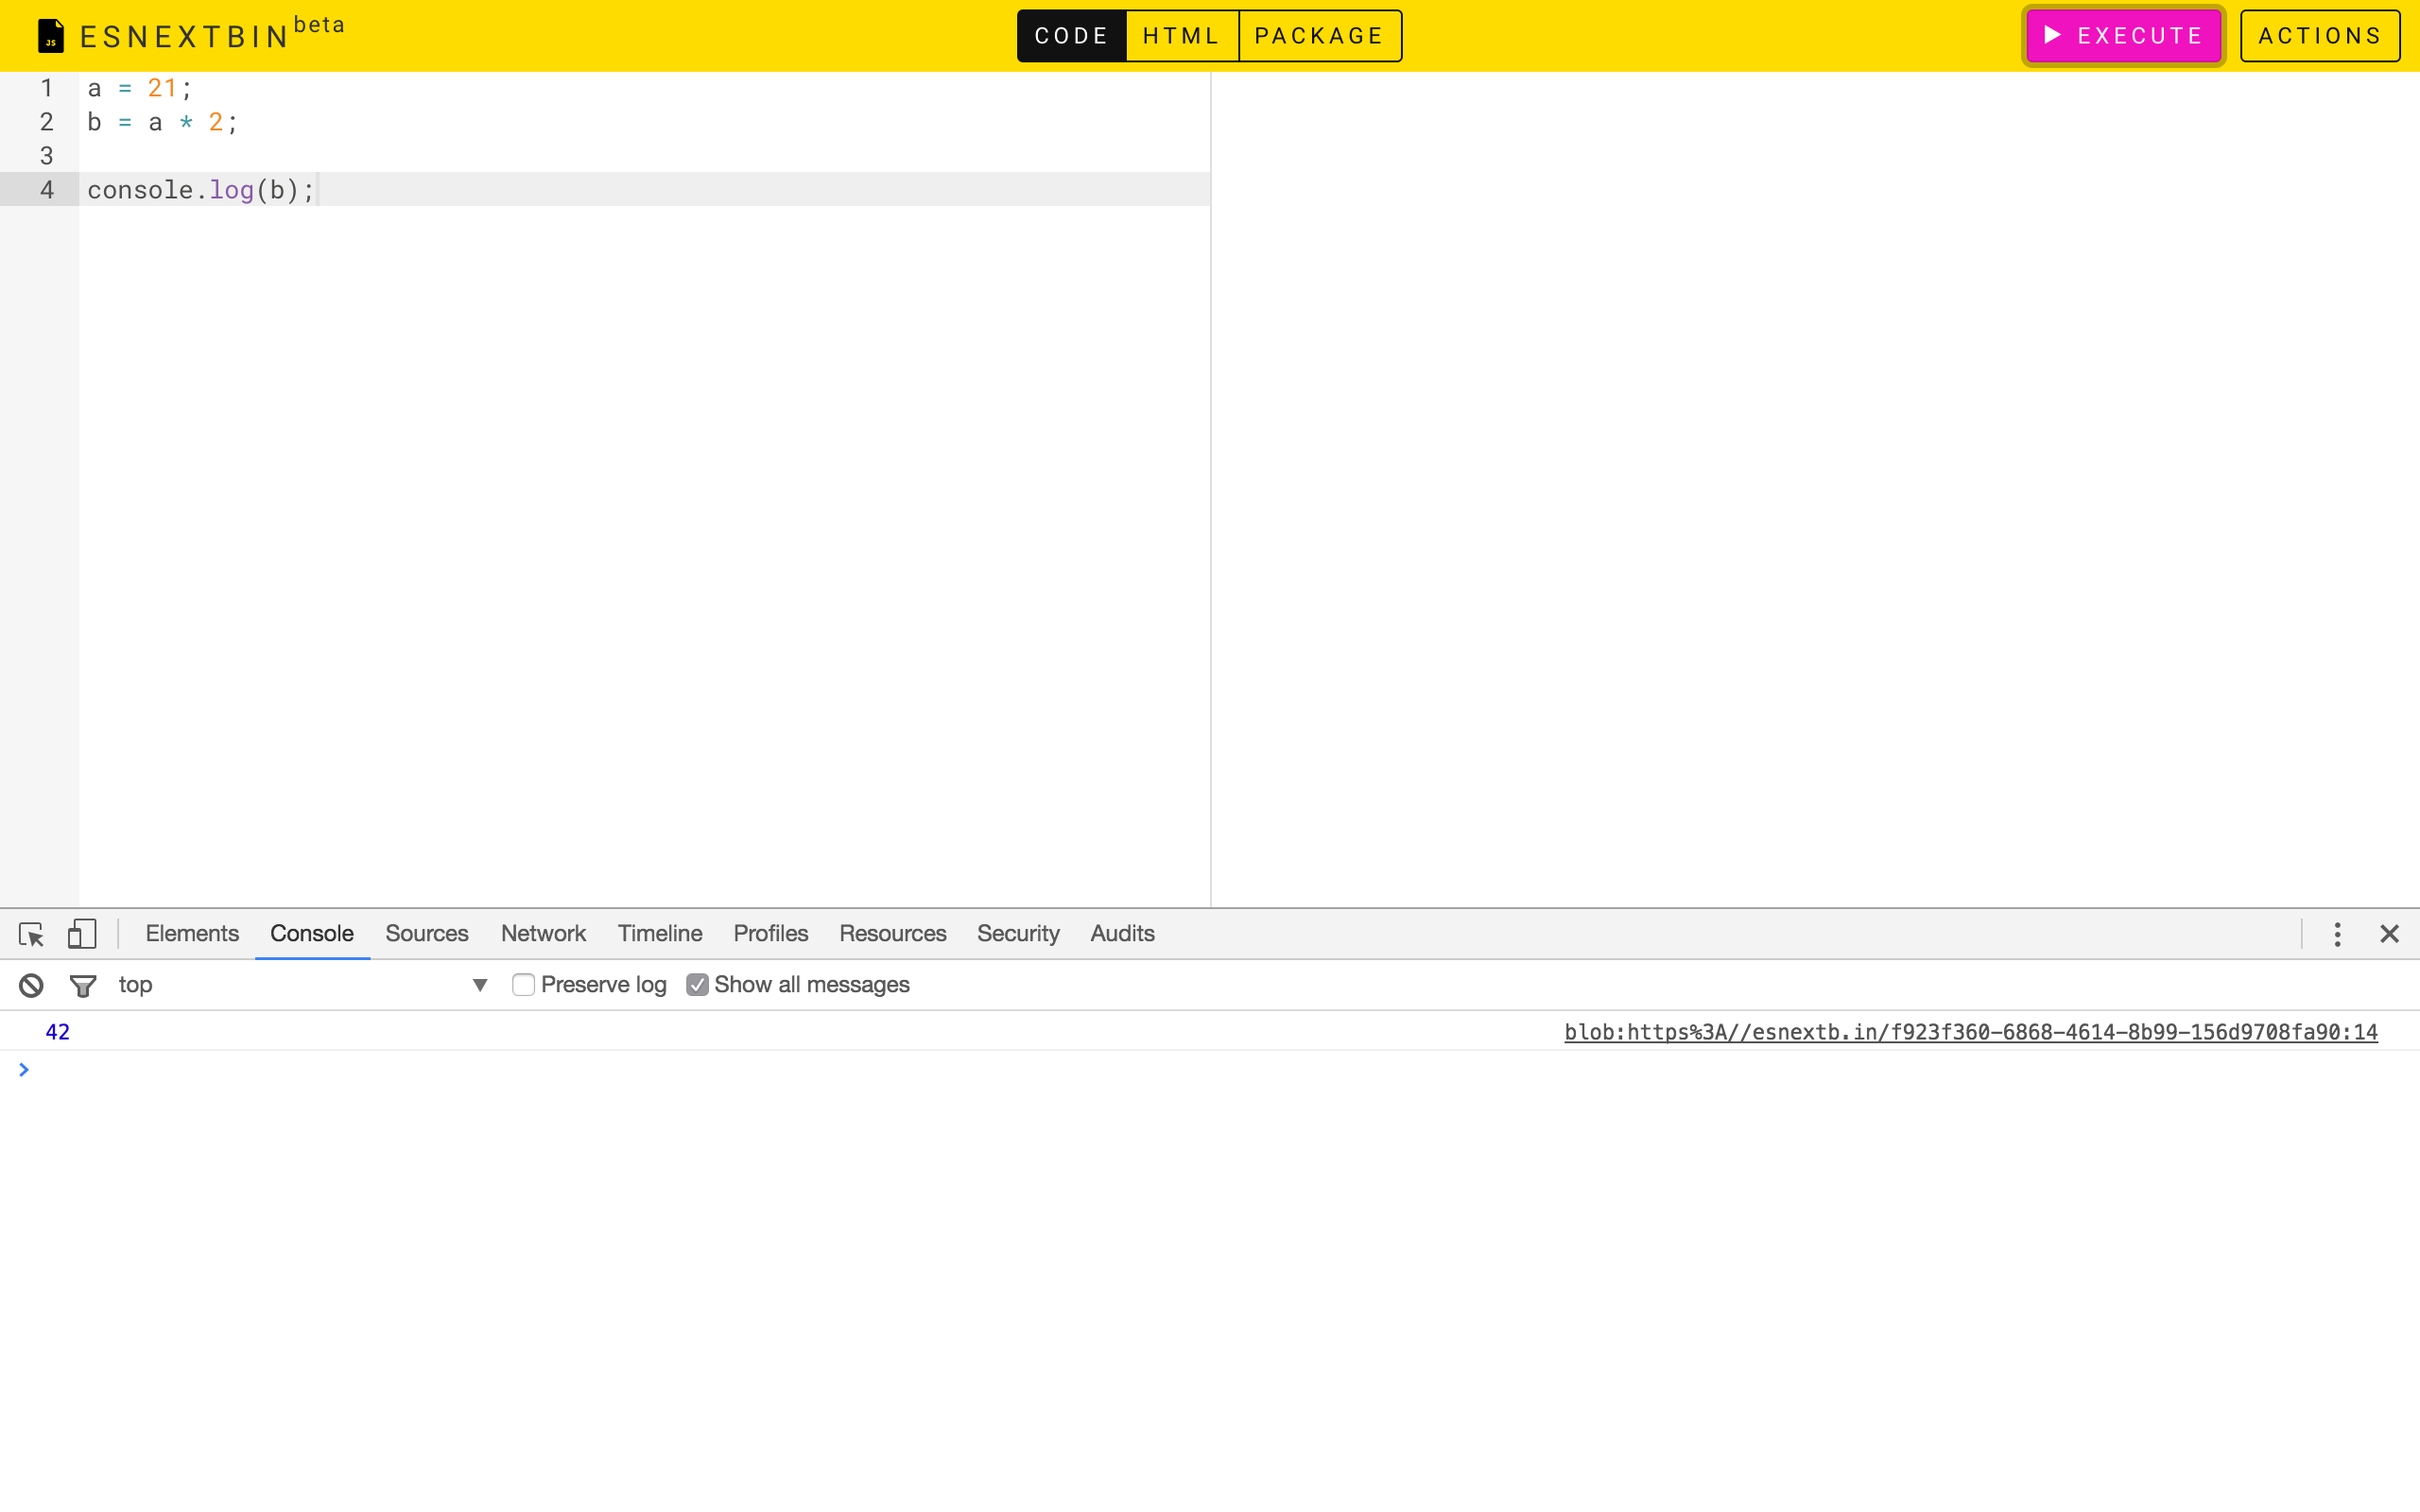 JS ESNEXTBIN beta CODE HTML PACKAGE ▶ EXECUTE ACTIONS
1 a = 21;
2 b = a * 2;
3
4 console.log(b);
Elements Console Sources Network Timeline Profiles Resources Security Audits
top ▼ Preserve log Show all messages
42 blob:https%3A//esnextb.in/f923f360-6868-4614-8b99-156d9708fa90:14
>